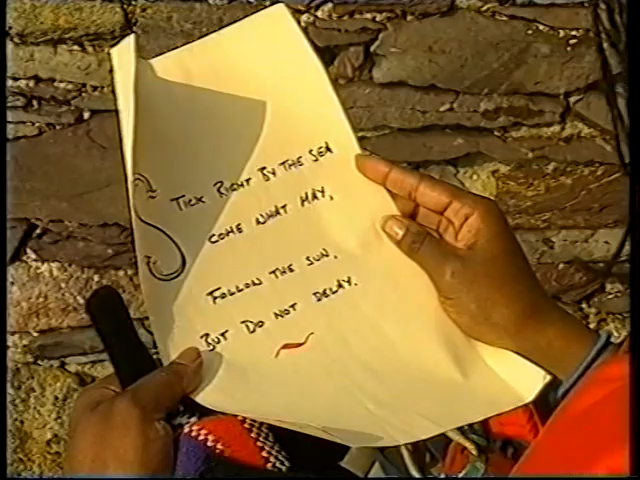 TICK RIGHT BY THE SEA
COME WHAT MAY,
FOLLOW THE SUN,
BUT DO NOT DELAY.